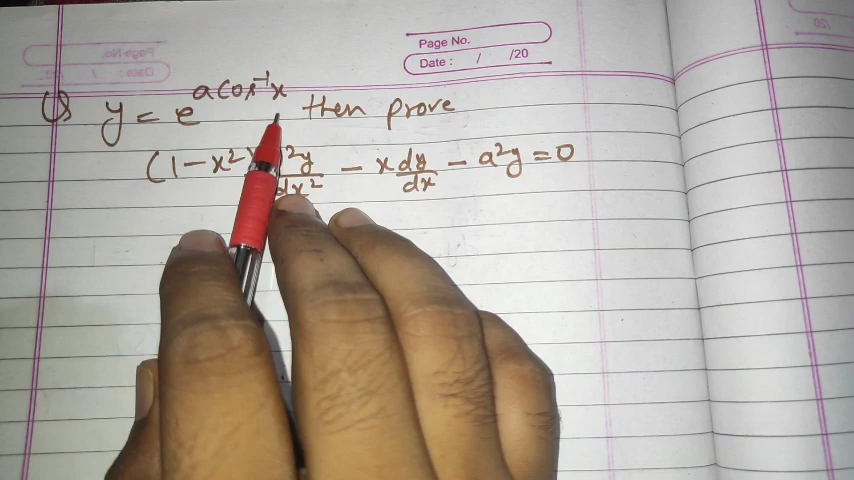 Page No.
Date : / /20
Q y = e^{a cos⁻¹x} then prove
(1-x²) d²y/dx² - x dy/dx - a²y = 0